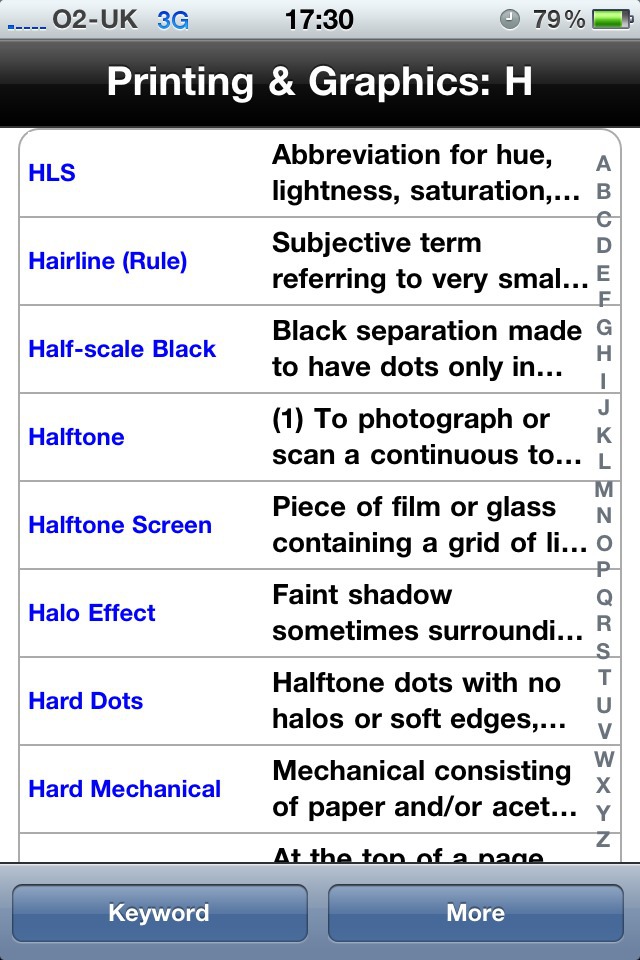 O2-UK 3G 17:30 79%
Printing & Graphics: H
HLS
Abbreviation for hue,
lightness, saturation,...
Hairline (Rule)
Subjective term
referring to very smal...
Half-scale Black
Black separation made
to have dots only in...
Halftone
(1) To photograph or
scan a continuous to...
Halftone Screen
Piece of film or glass
containing a grid of li...
Halo Effect
Faint shadow
sometimes surroundi...
Hard Dots
Halftone dots with no
halos or soft edges,...
Hard Mechanical
Mechanical consisting
of paper and/or acet...
At the top of a page
A
B
C
D
E
F
G
H
I
J
K
L
M
N
O
P
Q
R
S
T
U
V
W
X
Y
Z
Keyword
More